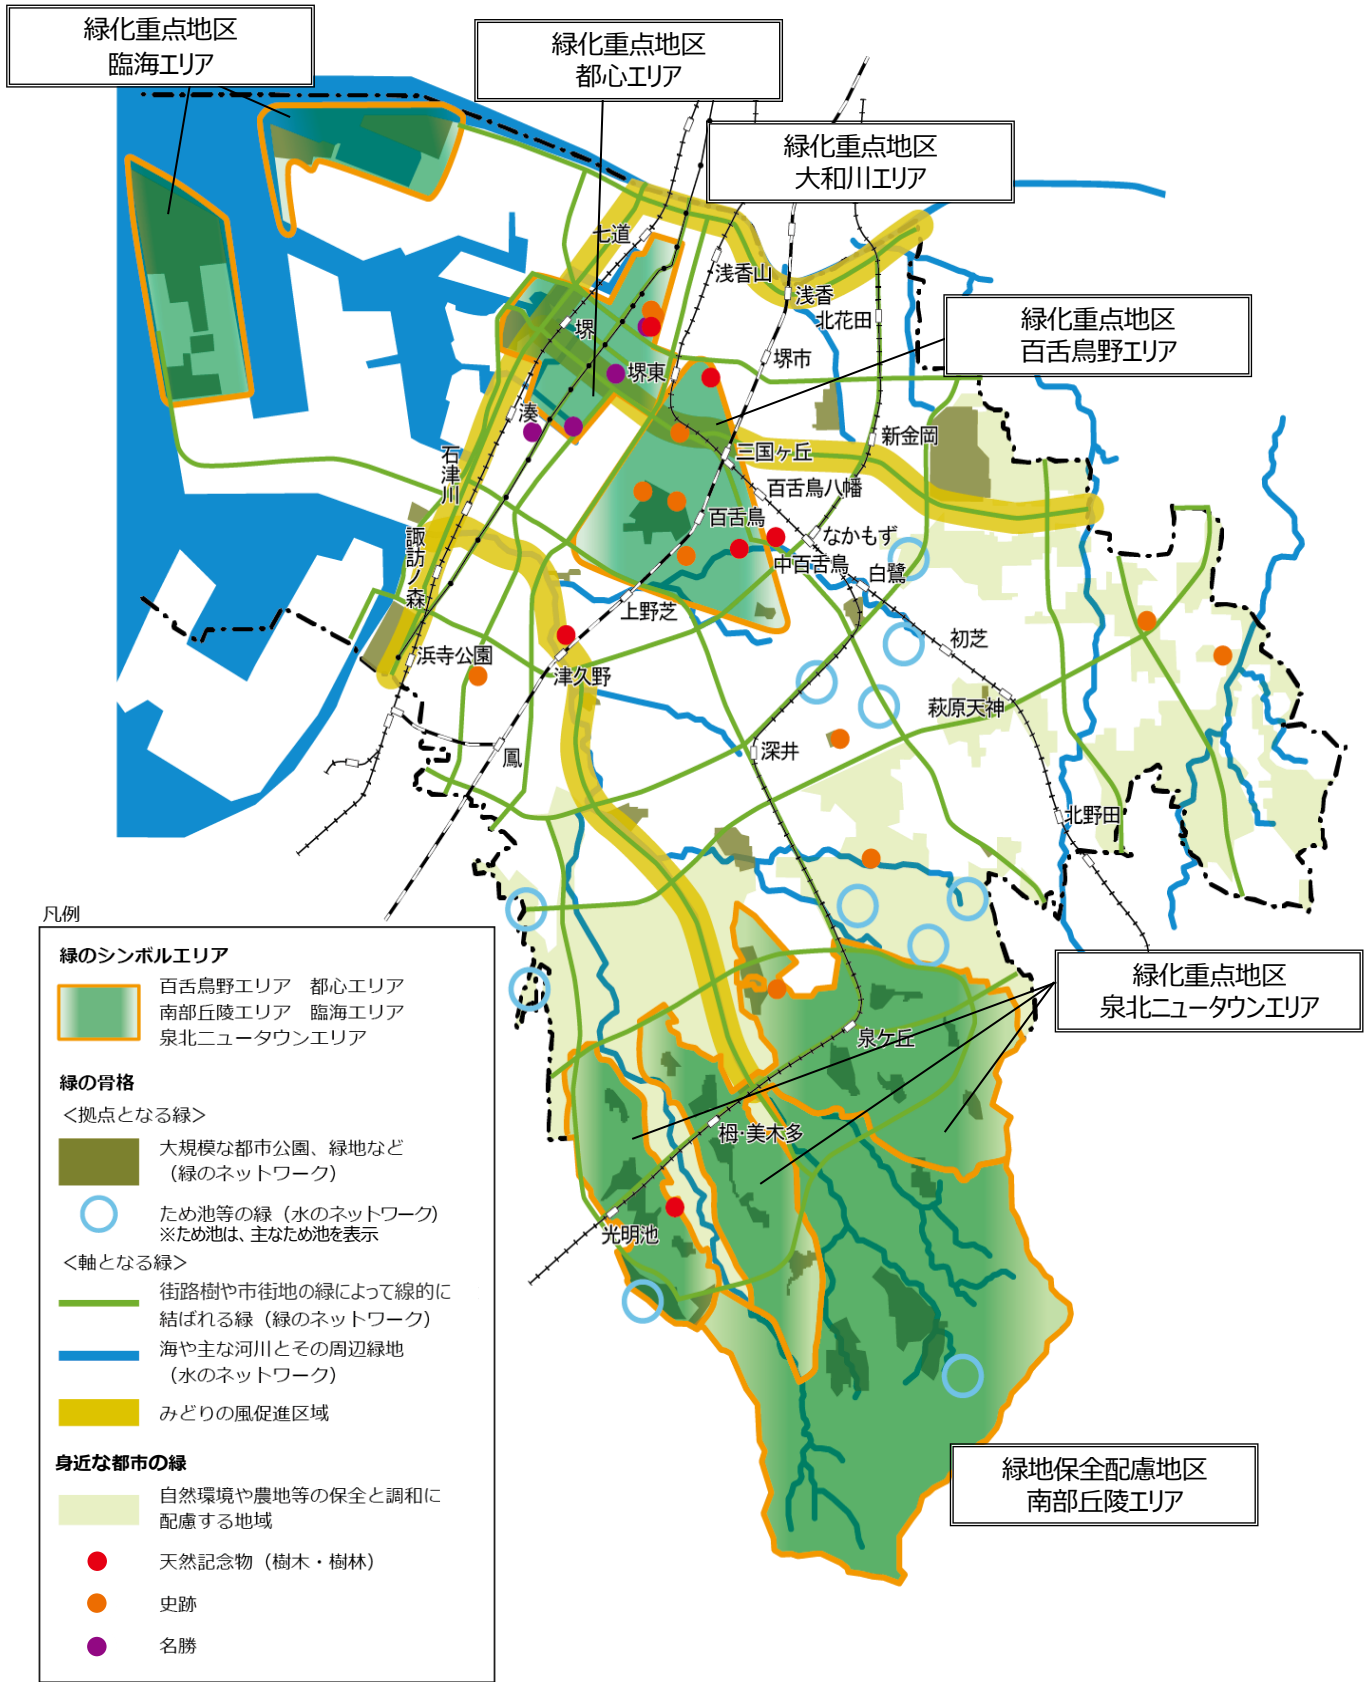 緑化重点地区
臨海エリア
緑化重点地区
都心エリア
緑化重点地区
大和川エリア
緑化重点地区
百舌鳥野エリア
七道
浅香山
浅香
北花田
堺
堺東
堺市
湊
新金岡
三国ヶ丘
石津川
百舌鳥八幡
百舌鳥
なかもず
諏訪ノ森
中百舌鳥
白鷺
上野芝
初芝
浜寺公園
津久野
萩原天神
鳳
深井
北野田
緑化重点地区
泉北ニュータウンエリア
泉ケ丘
栂・美木多
光明池
緑地保全配慮地区
南部丘陵エリア
凡例
緑のシンボルエリア
百舌鳥野エリア　都心エリア
南部丘陵エリア　臨海エリア
泉北ニュータウンエリア
緑の骨格
＜拠点となる緑＞
大規模な都市公園、緑地など
（緑のネットワーク）
ため池等の緑（水のネットワーク）
※ため池は、主なため池を表示
＜軸となる緑＞
街路樹や市街地の緑によって線的に
結ばれる緑（緑のネットワーク）
海や主な河川とその周辺緑地
（水のネットワーク）
みどりの風促進区域
身近な都市の緑
自然環境や農地等の保全と調和に
配慮する地域
天然記念物（樹木・樹林）
史跡
名勝